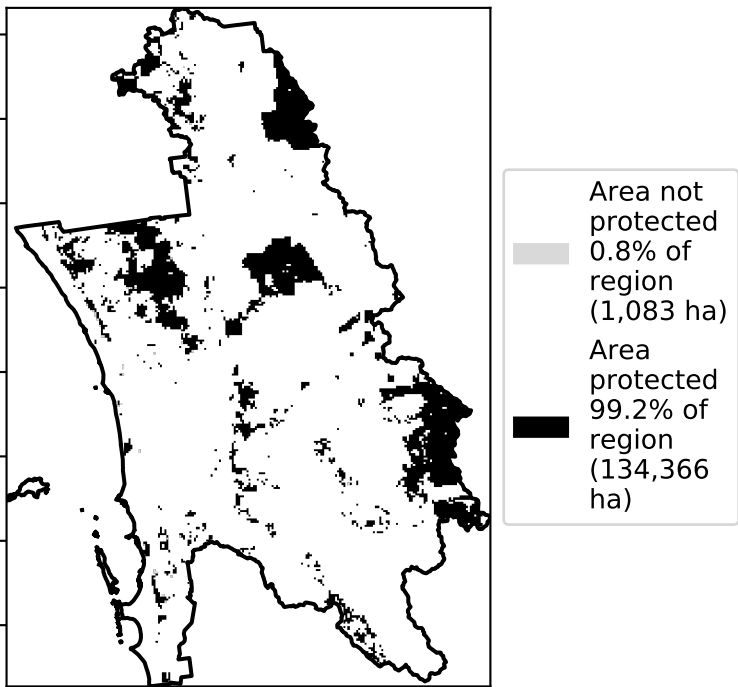 Area not
protected
0.8% of
region
(1,083 ha)
Area
protected
99.2% of
region
(134,366
ha)